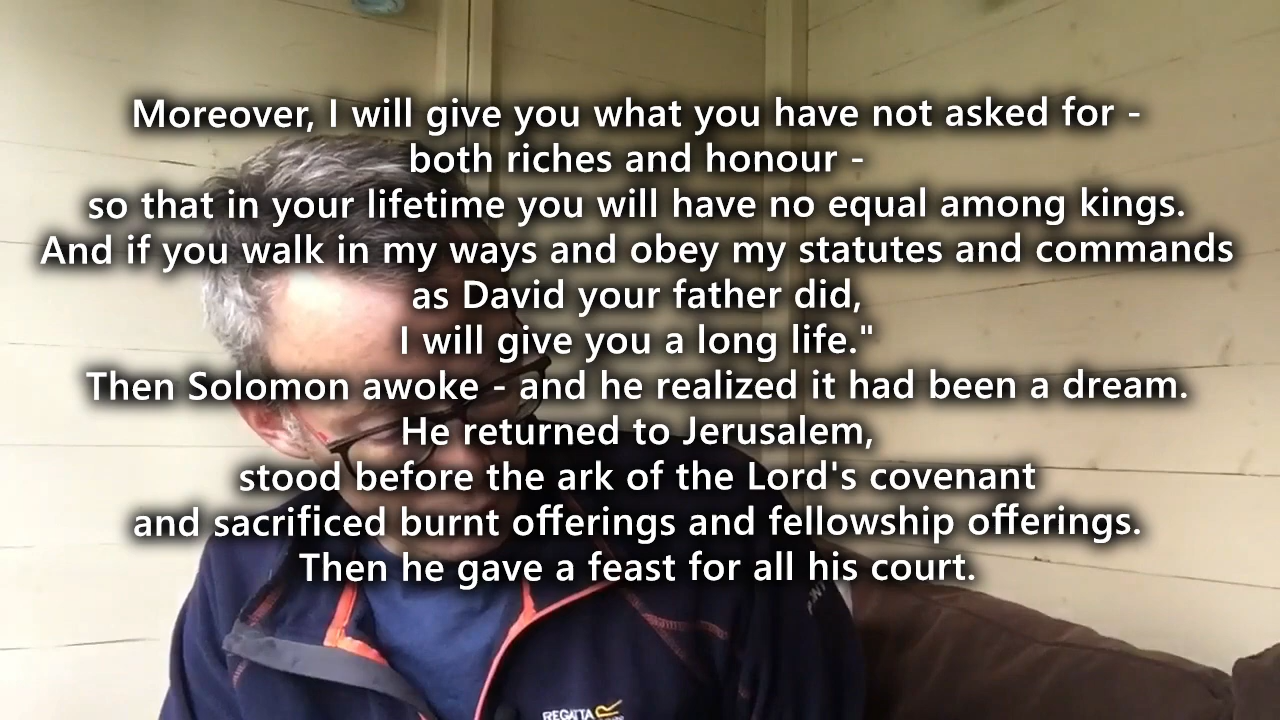 Moreover, I will give you what you have not asked for -
both riches and honour -
so that in your lifetime you will have no equal among kings.
And if you walk in my ways and obey my statutes and commands
as David your father did,
I will give you a long life."
Then Solomon awoke - and he realized it had been a dream.
He returned to Jerusalem,
stood before the ark of the Lord's covenant
and sacrificed burnt offerings and fellowship offerings.
Then he gave a feast for all his court.
REGATTA